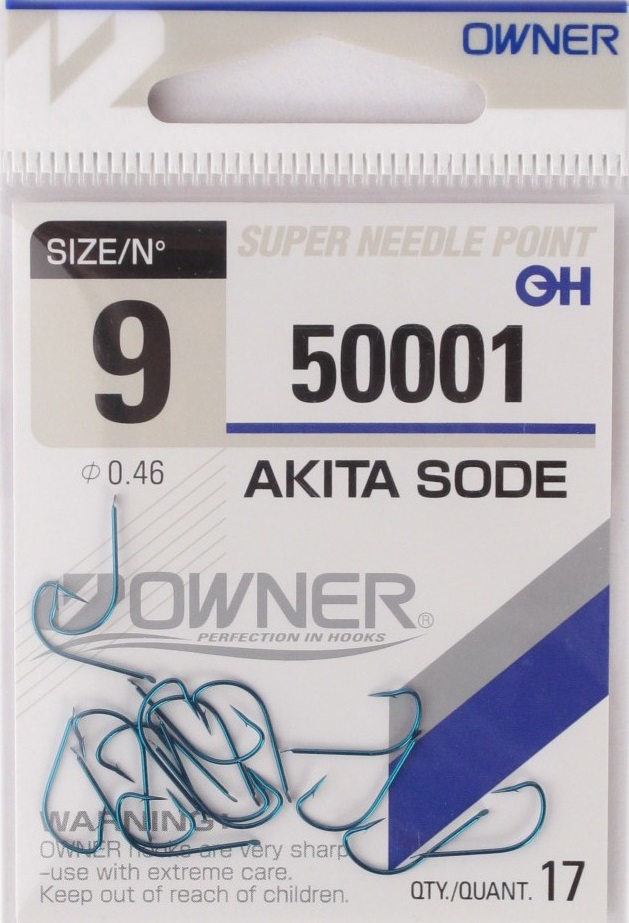 OWNER
SIZE/N°
SUPER NEEDLE POINT
9
50001
φ 0.46
AKITA SODE
OWNER®
PERFECTION IN HOOKS
WARNING:
OWNER hooks are very sharp
-use with extreme care.
Keep out of reach of children.
QTY./QUANT. 17